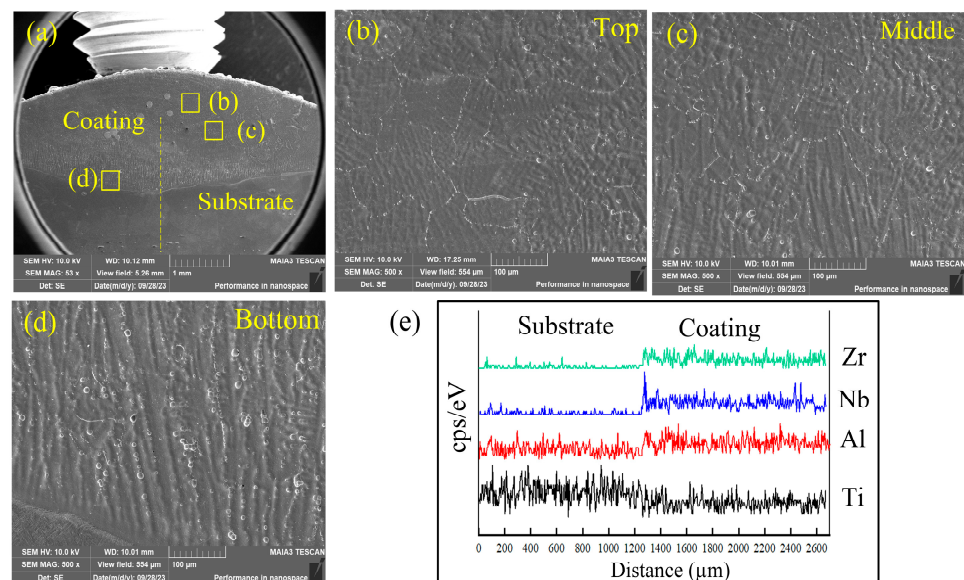 (a)
Coating
(b)
(c)
(d)
Substrate
SEM HV: 10.0 kV WD: 10.12 mm MAIA3 TESCAN
SEM MAG: 53 x View field: 5.26 mm 1 mm
Det: SE Date(m/d/y): 09/28/23 Performance in nanospace
(b)
Top
SEM HV: 10.0 kV WD: 17.25 mm MAIA3 TESCAN
SEM MAG: 500 x View field: 554 µm 100 µm
Det: SE Date(m/d/y): 09/28/23 Performance in nanospace
(c)
Middle
SEM HV: 10.0 kV WD: 10.01 mm MAIA3 TESCAN
SEM MAG: 500 x View field: 554 µm 100 µm
Det: SE Date(m/d/y): 09/28/23 Performance in nanospace
(d)
Bottom
SEM HV: 10.0 kV WD: 10.01 mm MAIA3 TESCAN
SEM MAG: 500 x View field: 554 µm 100 µm
Det: SE Date(m/d/y): 09/28/23 Performance in nanospace
(e)
Substrate Coating
Zr
Nb
Al
Ti
cps/eV
0 200 400 600 800 1000 1200 1400 1600 1800 2000 2200 2400 2600
Distance (µm)